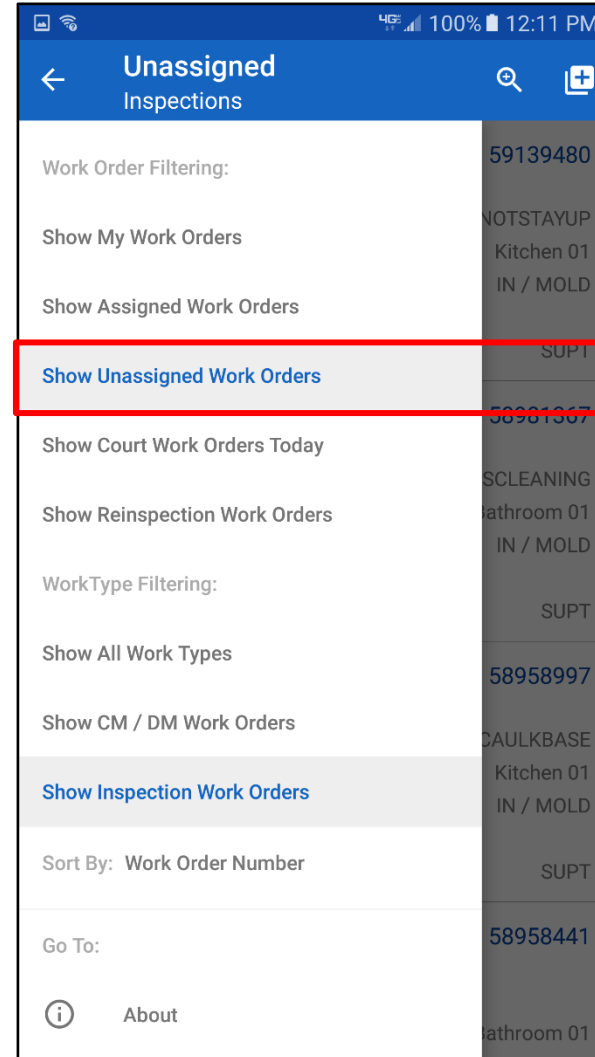 4G 100% 12:11 PM
Unassigned
Inspections
Work Order Filtering:
Show My Work Orders
Show Assigned Work Orders
Show Unassigned Work Orders
Show Court Work Orders Today
Show Reinspection Work Orders
WorkType Filtering:
Show All Work Types
Show CM / DM Work Orders
Show Inspection Work Orders
Sort By: Work Order Number
Go To:
About
59139480
NOTSTAYUP
Kitchen 01
IN / MOLD
SUPT
58981367
SCLEANING
Bathroom 01
IN / MOLD
SUPT
58958997
CAULKBASE
Kitchen 01
IN / MOLD
SUPT
58958441
Bathroom 01